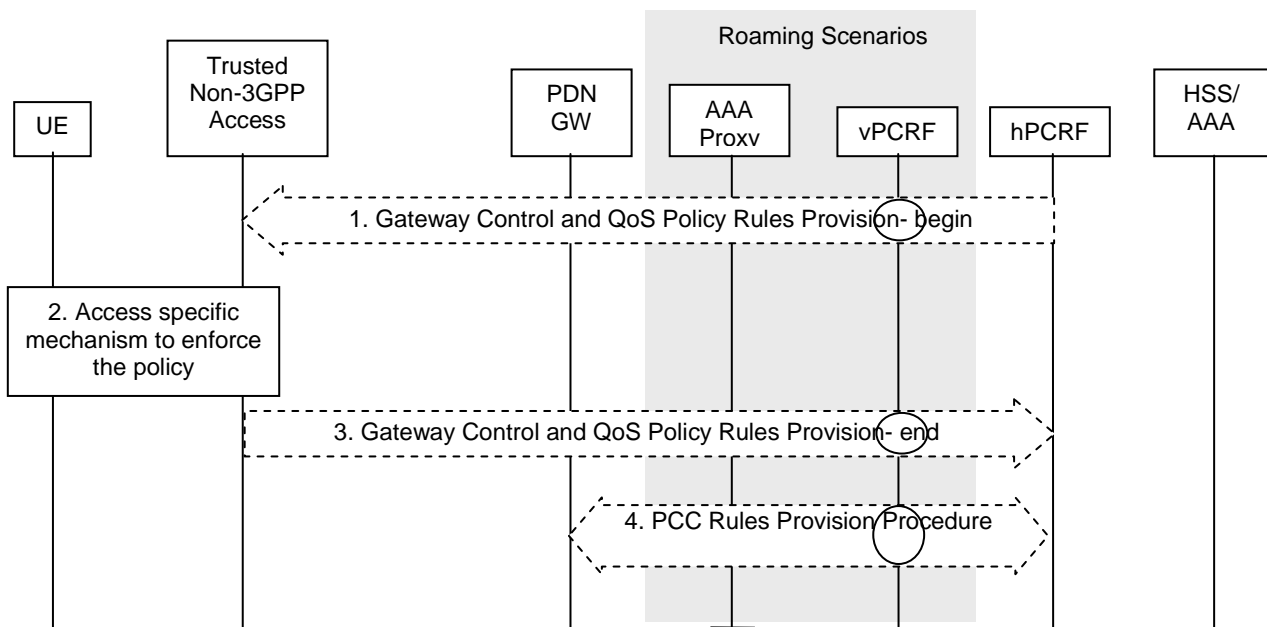 Roaming Scenarios
UE
Trusted
Non-3GPP
Access
PDN
GW
AAA
Proxv
vPCRF
hPCRF
HSS/
AAA
1. Gateway Control and QoS Policy Rules Provision- begin
2. Access specific
mechanism to enforce
the policy
3. Gateway Control and QoS Policy Rules Provision- end
4. PCC Rules Provision Procedure